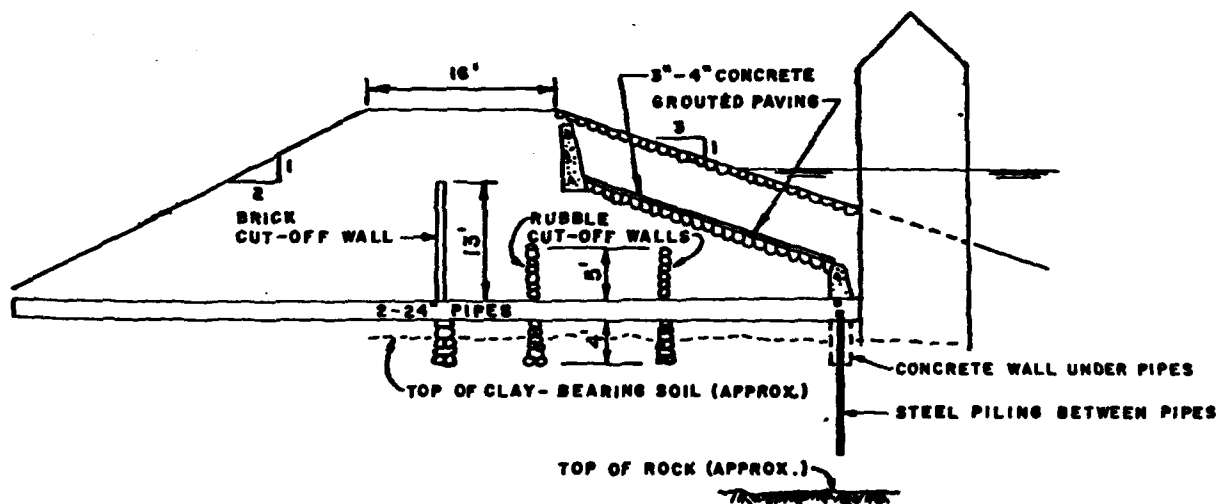 16'
3"-4" CONCRETE
GROUTED PAVING
3
1
1
2
BRICK
CUT-OFF WALL
13'
RUBBLE
CUT-OFF WALLS
5'
2-24" PIPES
4'
TOP OF CLAY-BEARING SOIL (APPROX.)
CONCRETE WALL UNDER PIPES
STEEL PILING BETWEEN PIPES
TOP OF ROCK (APPROX.)